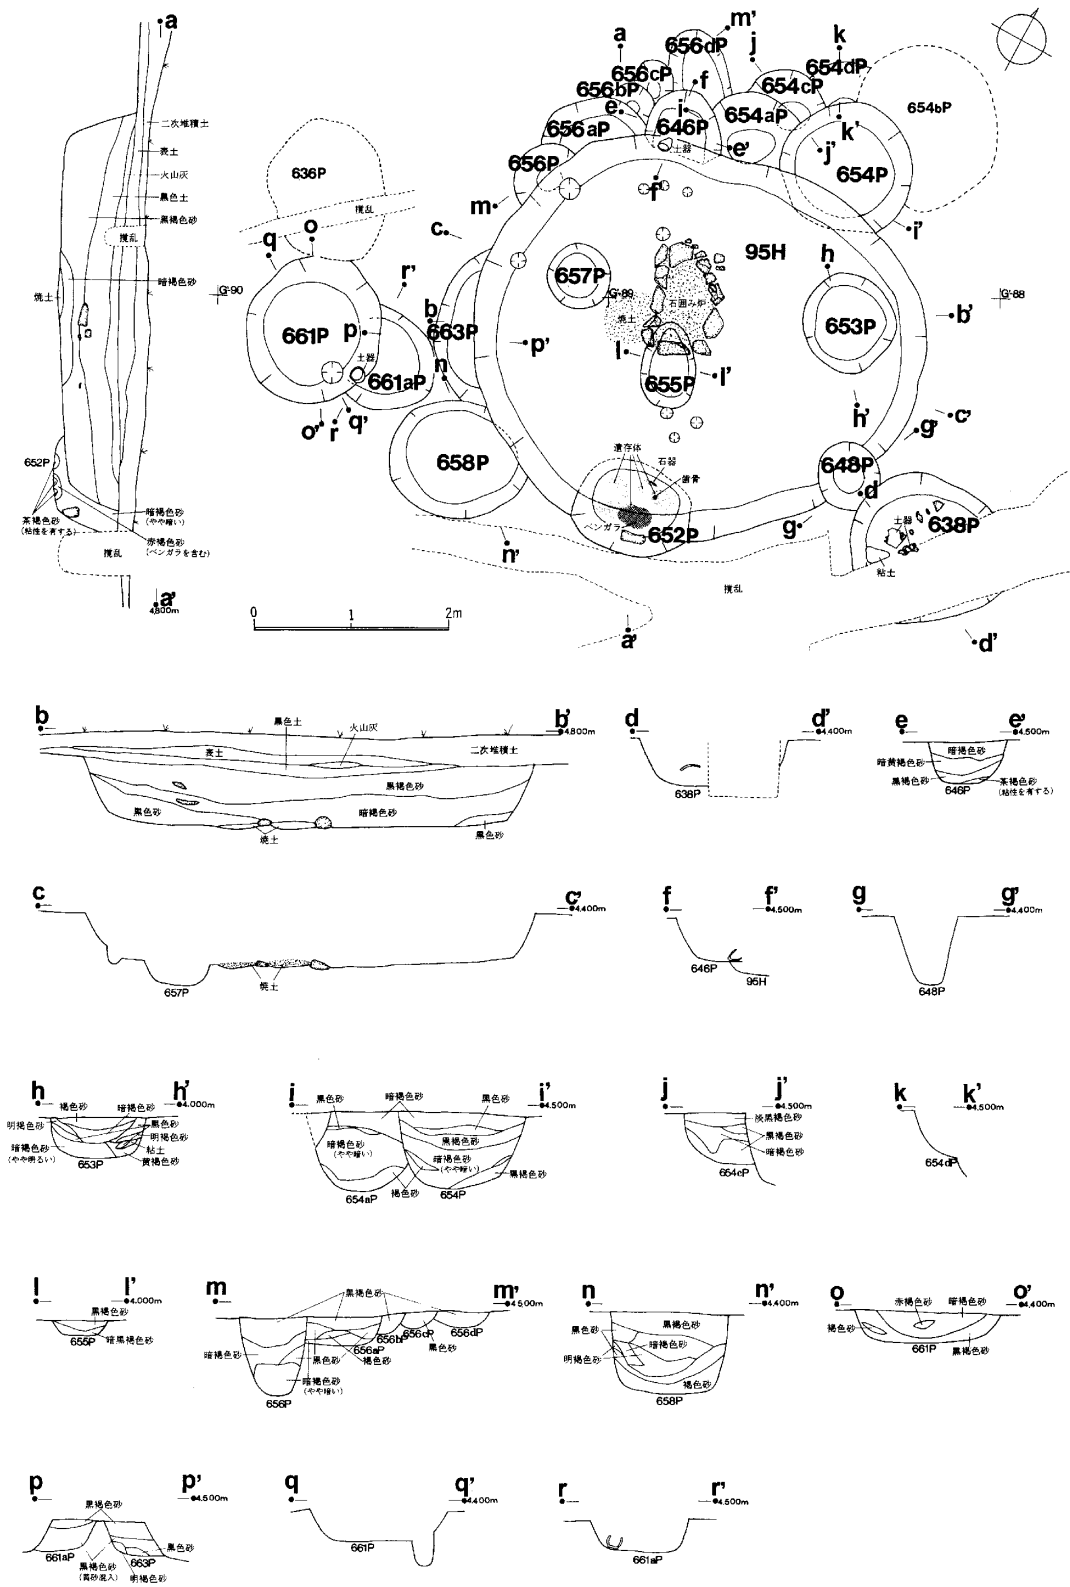 a
二次堆積土
表土
火山灰
黒色土
黒褐色砂
攪乱
暗褐色砂
焼土
652P
茶褐色砂
(粘性を有する)
暗褐色砂
(やや暗い)
赤褐色砂
(ベンガラを含む)
攪乱
a'
4.800m
0 1 2m
a
m'
656dP
j
k
656cP
f
654dP
656bP
654cP
654bP
e
i
654aP
k'
656aP
646P
土器
e'
j'
656P
654P
636P
攪乱
f'
m
i'
q
o
c
95H
h
r'
657P
G-90
G-89
石囲み炉
G-88
焼土
b
b'
661P
p
663P
p'
653P
土器
l
661aP
n
655P
l'
o'
r
q'
h'
c'
g'
658P
遺存体
石器
歯骨
648P
d
ベンガラ
652P
g
土器
638P
粘土
n'
攪乱
a'
d'
b
b'
4.800m
黒色土
火山灰
表土
二次堆積土
黒褐色砂
黒色砂
暗褐色砂
焼土
黒色砂
d
d'
4.400m
638P
e
e'
4.500m
暗褐色砂
暗黄褐色砂
黒褐色砂
茶褐色砂
(粘性を有する)
646P
c
c'
4.400m
657P
焼土
f
f'
4.500m
646P
95H
g
g'
4.400m
648P
h
h'
4.000m
褐色砂
暗褐色砂
明褐色砂
黒色砂
明褐色砂
暗褐色砂
(やや明るい)
粘土
黄褐色砂
653P
i
i'
4.500m
黒色砂
暗褐色砂
黒色砂
暗褐色砂
(やや暗い)
黒褐色砂
暗褐色砂
(やや暗い)
黒褐色砂
654aP
褐色砂
654P
j
j'
4.500m
淡黒褐色砂
黒褐色砂
暗褐色砂
654cP
k
k'
4.500m
654dP
l
l'
4.000m
黒褐色砂
655P
暗黒褐色砂
m
m'
4.500m
黒褐色砂
656bP
656cP
656dP
656aP
黒色砂
暗褐色砂
黒色砂
褐色砂
暗褐色砂
(やや暗い)
656P
n
n'
4.400m
黒色砂
黒褐色砂
暗褐色砂
明褐色砂
褐色砂
658P
o
o'
4.400m
赤褐色砂
暗褐色砂
褐色砂
661P
黒褐色砂
p
p'
4.500m
黒褐色砂
黒色砂
661aP
663P
黒褐色砂
(黄砂混入)
明褐色砂
q
q'
4.400m
661P
r
r'
4.500m
661aP